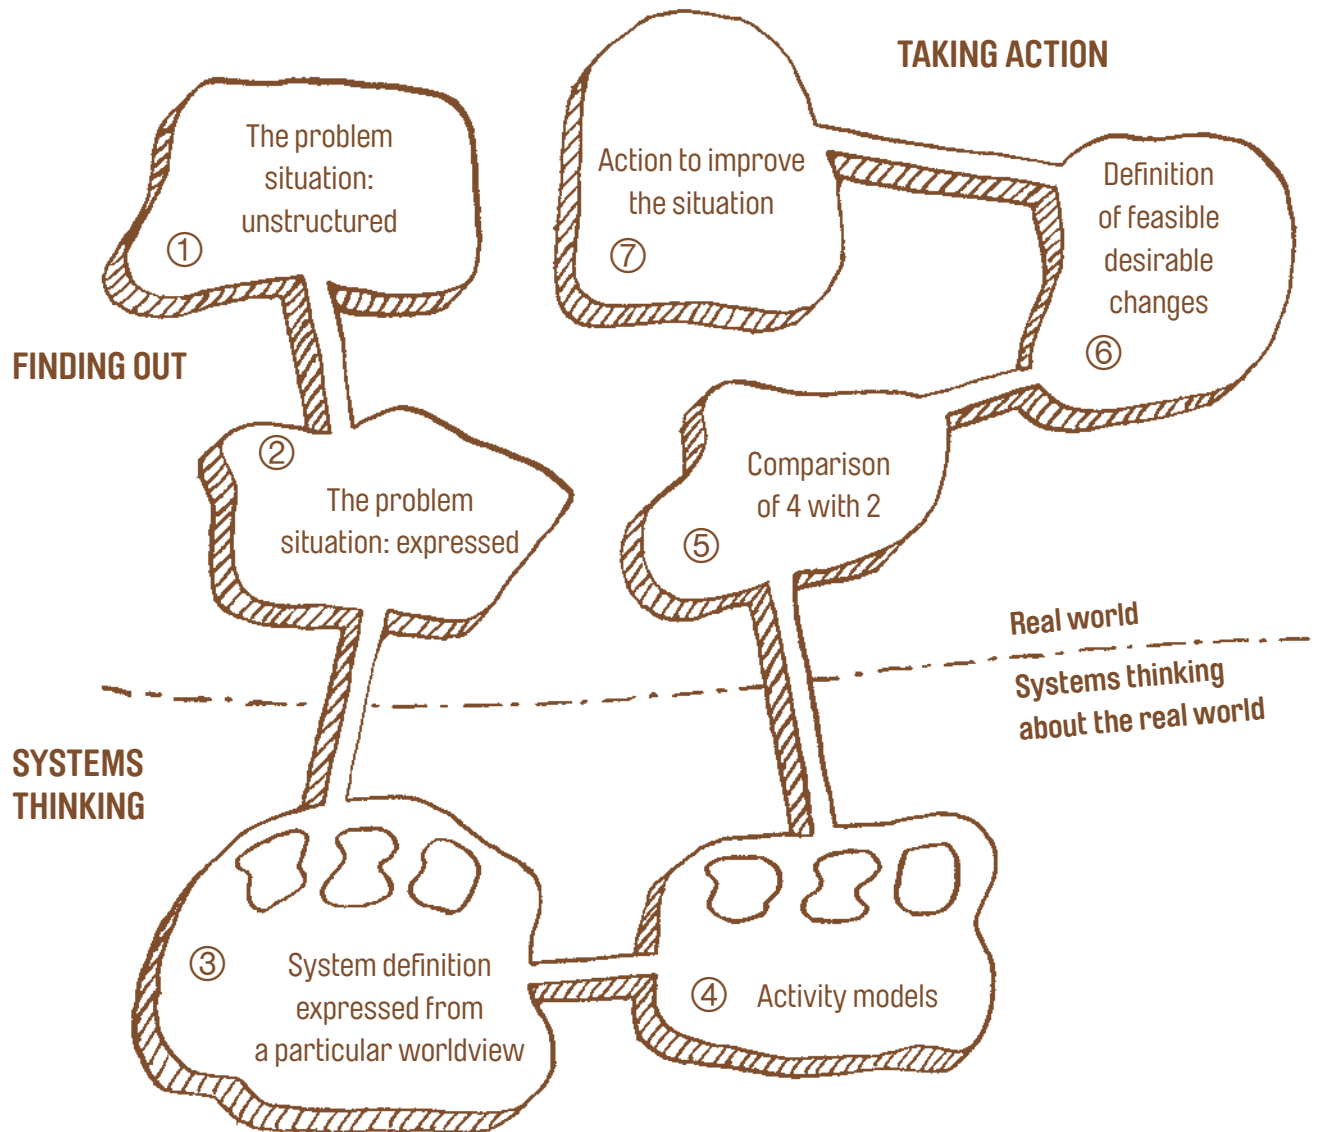 TAKING ACTION
The problem
situation:
unstructured
①
Action to improve
the situation
⑦
Definition
of feasible
desirable
changes
⑥
FINDING OUT
②
The problem
situation: expressed
Comparison
of 4 with 2
⑤
Real world
Systems thinking
about the real world
SYSTEMS
THINKING
③
System definition
expressed from
a particular worldview
④ Activity models